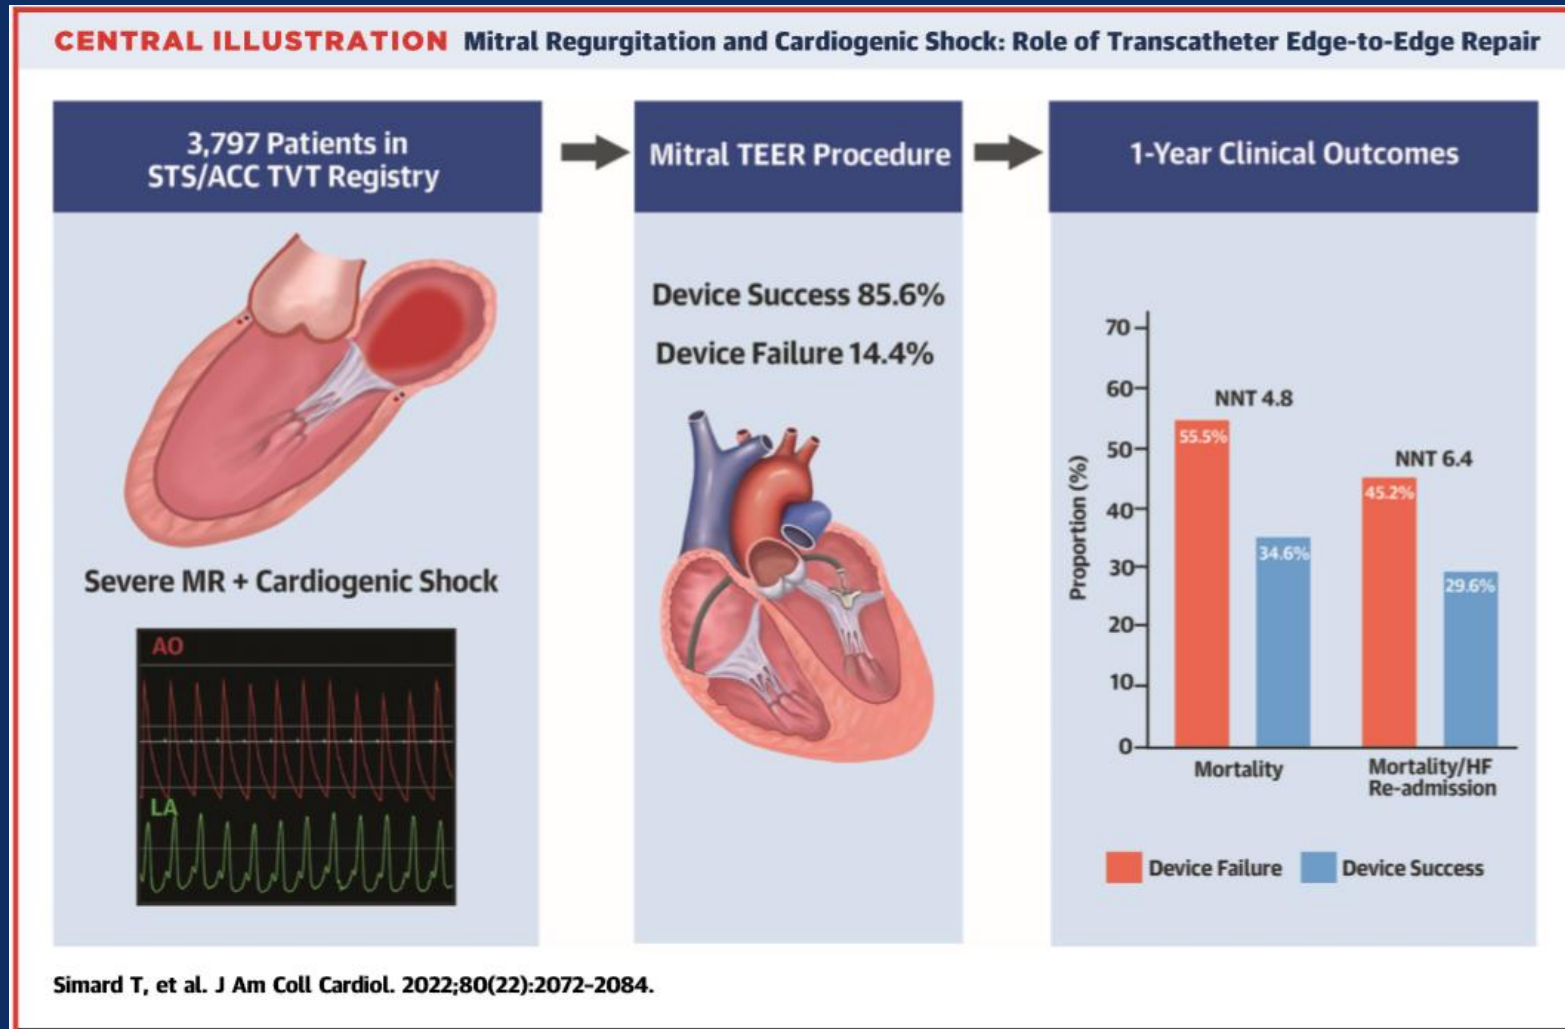 CENTRAL ILLUSTRATION Mitral Regurgitation and Cardiogenic Shock: Role of Transcatheter Edge-to-Edge Repair
3,797 Patients in
STS/ACC TVT Registry
Severe MR + Cardiogenic Shock
AO
LA
Mitral TEER Procedure
Device Success 85.6%
Device Failure 14.4%
1-Year Clinical Outcomes
Proportion (%)
70
60
50
40
30
20
10
0
NNT 4.8
55.5%
34.6%
NNT 6.4
45.2%
29.6%
Mortality
Mortality/HF
Re-admission
Device Failure
Device Success
Simard T, et al. J Am Coll Cardiol. 2022;80(22):2072–2084.